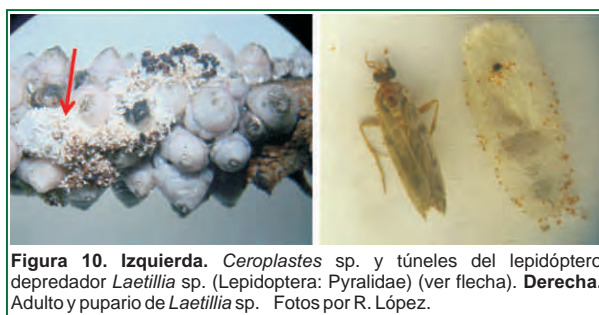 Figura 10. Izquierda. Ceroplastes sp. y túneles del lepidóptero
depredador Laetillia sp. (Lepidoptera: Pyralidae) (ver flecha). Derecha.
Adulto y pupario de Laetillia sp. Fotos por R. López.